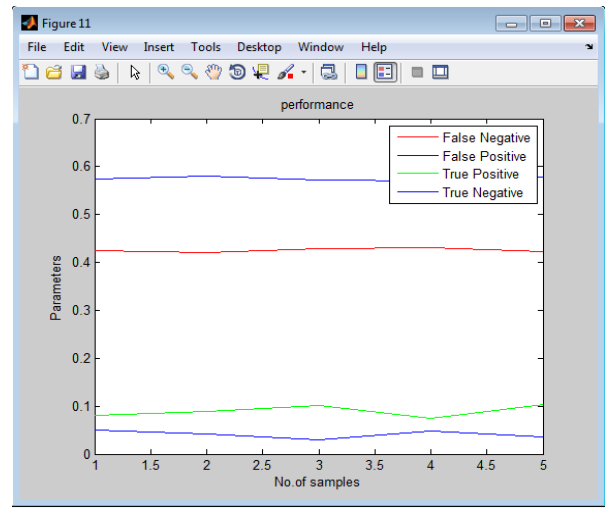 Figure 11
File Edit View Insert Tools Desktop Window Help
performance
0.7
0.6
0.5
0.4
0.3
0.2
0.1
0
Parameters
False Negative
False Positive
True Positive
True Negative
1 1.5 2 2.5 3 3.5 4 4.5 5
No.of samples